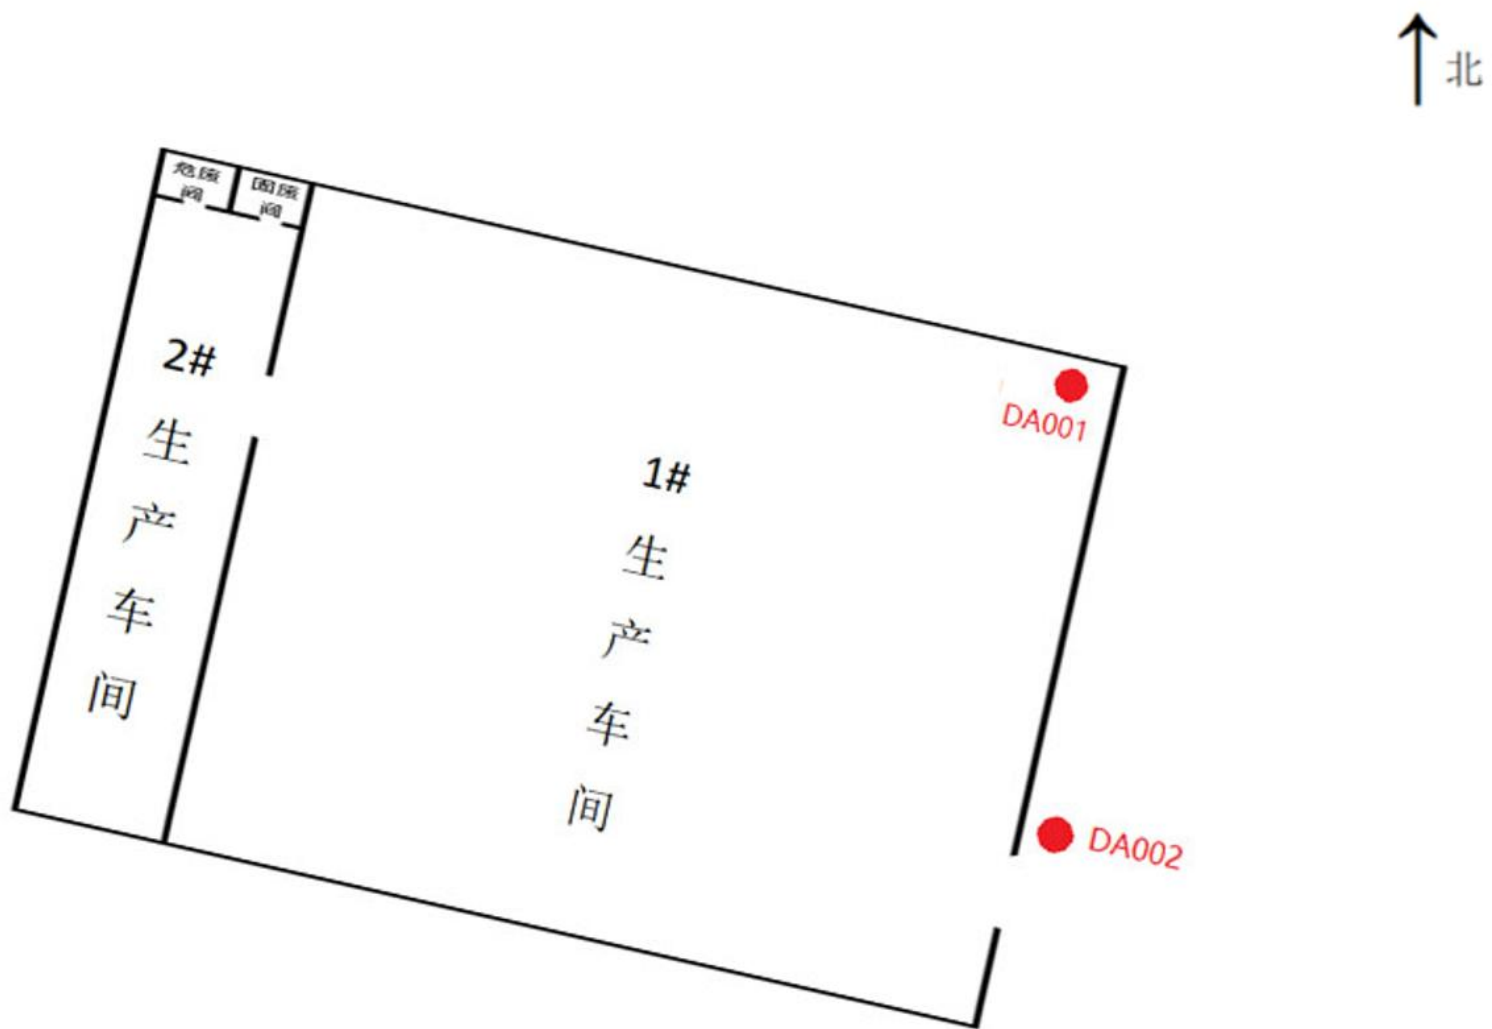 北
危废
间
固废
间
2#
生
产
车
间
1#
生
产
车
间
DA001
DA002